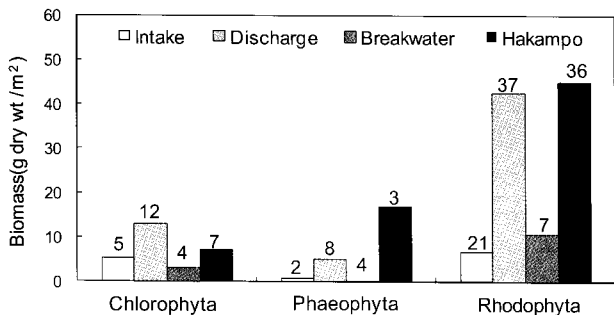 Biomass(g dry wt /m²)
60
50
40
30
20
10
0
Intake Discharge Breakwater Hakampo
5 12 4 7
2 8 4 3
21 37 7 36
Chlorophyta Phaeophyta Rhodophyta